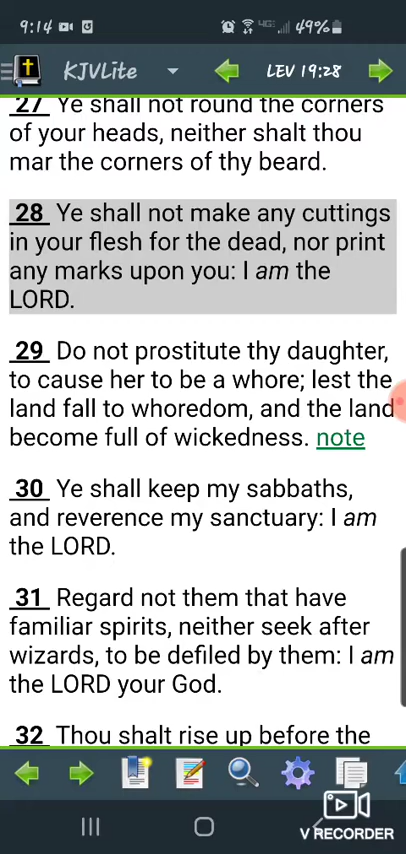 9:14 4G 49%
KJVLite LEV 19:28
27 Ye shall not round the corners
of your heads, neither shalt thou
mar the corners of thy beard.
28 Ye shall not make any cuttings
in your flesh for the dead, nor print
any marks upon you: I am the
LORD.
29 Do not prostitute thy daughter,
to cause her to be a whore; lest the
land fall to whoredom, and the land
become full of wickedness. note
30 Ye shall keep my sabbaths,
and reverence my sanctuary: I am
the LORD.
31 Regard not them that have
familiar spirits, neither seek after
wizards, to be defiled by them: I am
the LORD your God.
32 Thou shalt rise up before the
V RECORDER